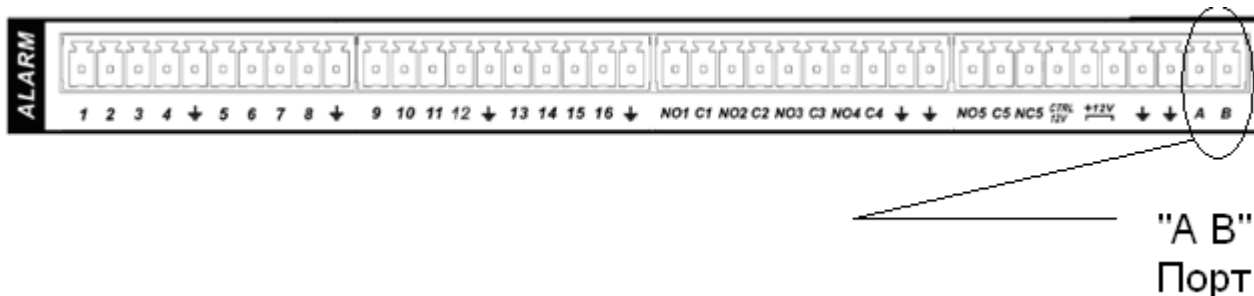 ALARM
1 2 3 4 ⏚ 5 6 7 8 ⏚ 9 10 11 12 ⏚ 13 14 15 16 ⏚ NO1 C1 NO2 C2 NO3 C3 NO4 C4 ⏚ ⏚ NO5 C5 NC5 CTRL 12V +12V ⏚ ⏚ A B
"A B"
Порт